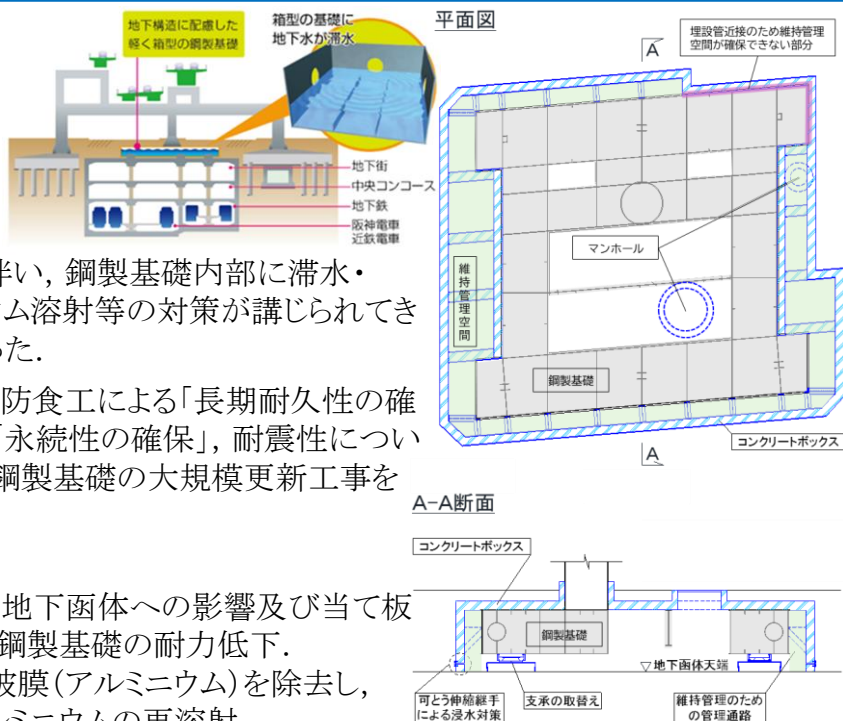 地下構造に配慮した
軽く箱型の鋼製基礎
箱型の基礎に
地下水が滞水
地下街
中央コンコース
地下鉄
阪神電車
近鉄電車
伴い，鋼製基礎内部に滞水・
ム溶射等の対策が講じられてき
った．
防食工による「長期耐久性の確
「永続性の確保」，耐震性につい
鋼製基礎の大規模更新工事を
地下函体への影響及び当て板
鋼製基礎の耐力低下．
被膜（アルミニウム）を除去し，
ルミニウムの再溶射
平面図
A
埋設管近接のため維持管理
空間が確保できない部分
マンホール
維持管理空間
鋼製基礎
コンクリートボックス
A
A-A断面
コンクリートボックス
鋼製基礎
▽地下函体天端
可とう伸縮継手
による浸水対策
支承の取替え
維持管理のため
の管理通路